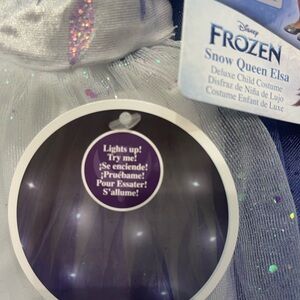 Disney
FROZEN
Snow Queen Elsa
Deluxe Child Costume
Disfraz de Niña de Lujo
Costume Enfant de Luxe
Lights up!
Try me!
¡Se enciende!
¡Pruébame!
Pour Essater!
S'allume!